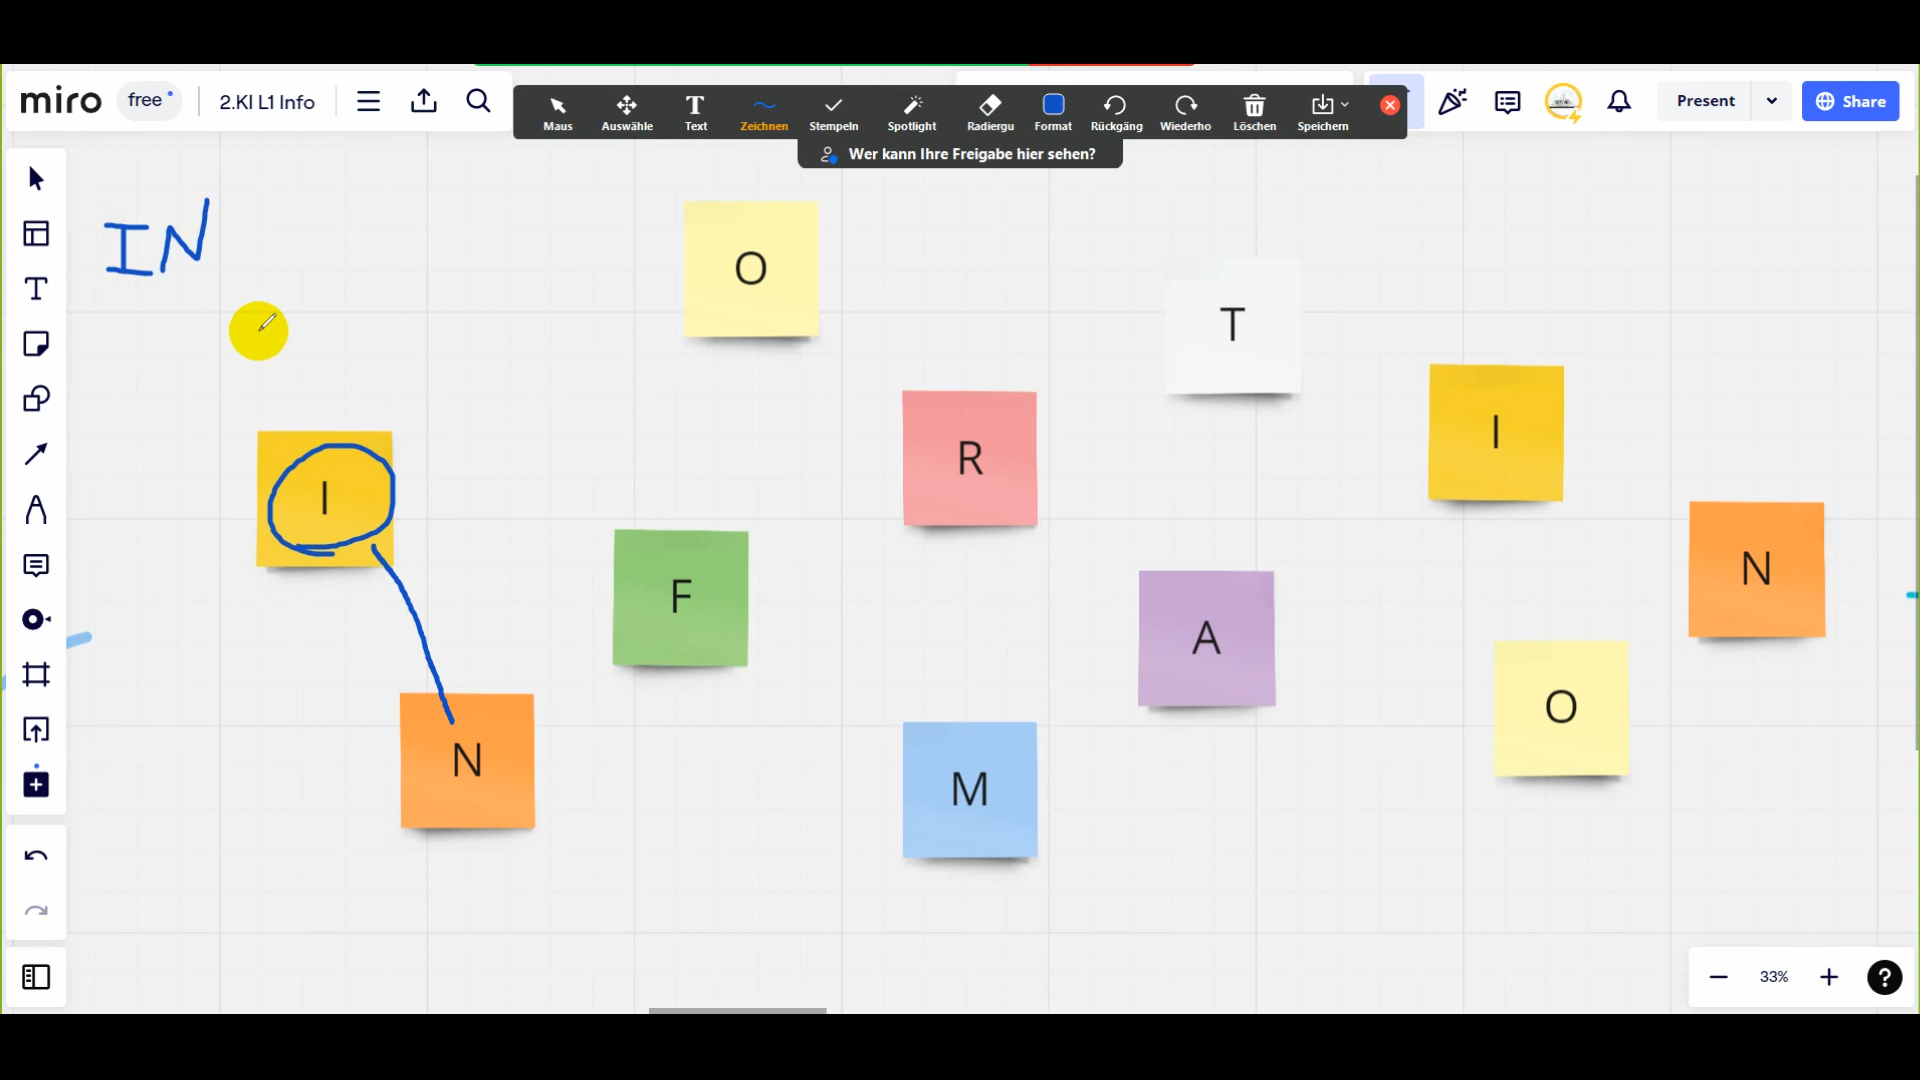 miro free 2.KI L1 Info
Maus Auswähle Text Zeichnen Stempeln Spotlight Radiergu Format Rückgäng Wiederho Löschen Speichern
Present Share
Wer kann Ihre Freigabe hier sehen?
IN
O
T
I
R
I
N
F
A
O
N
M
33%